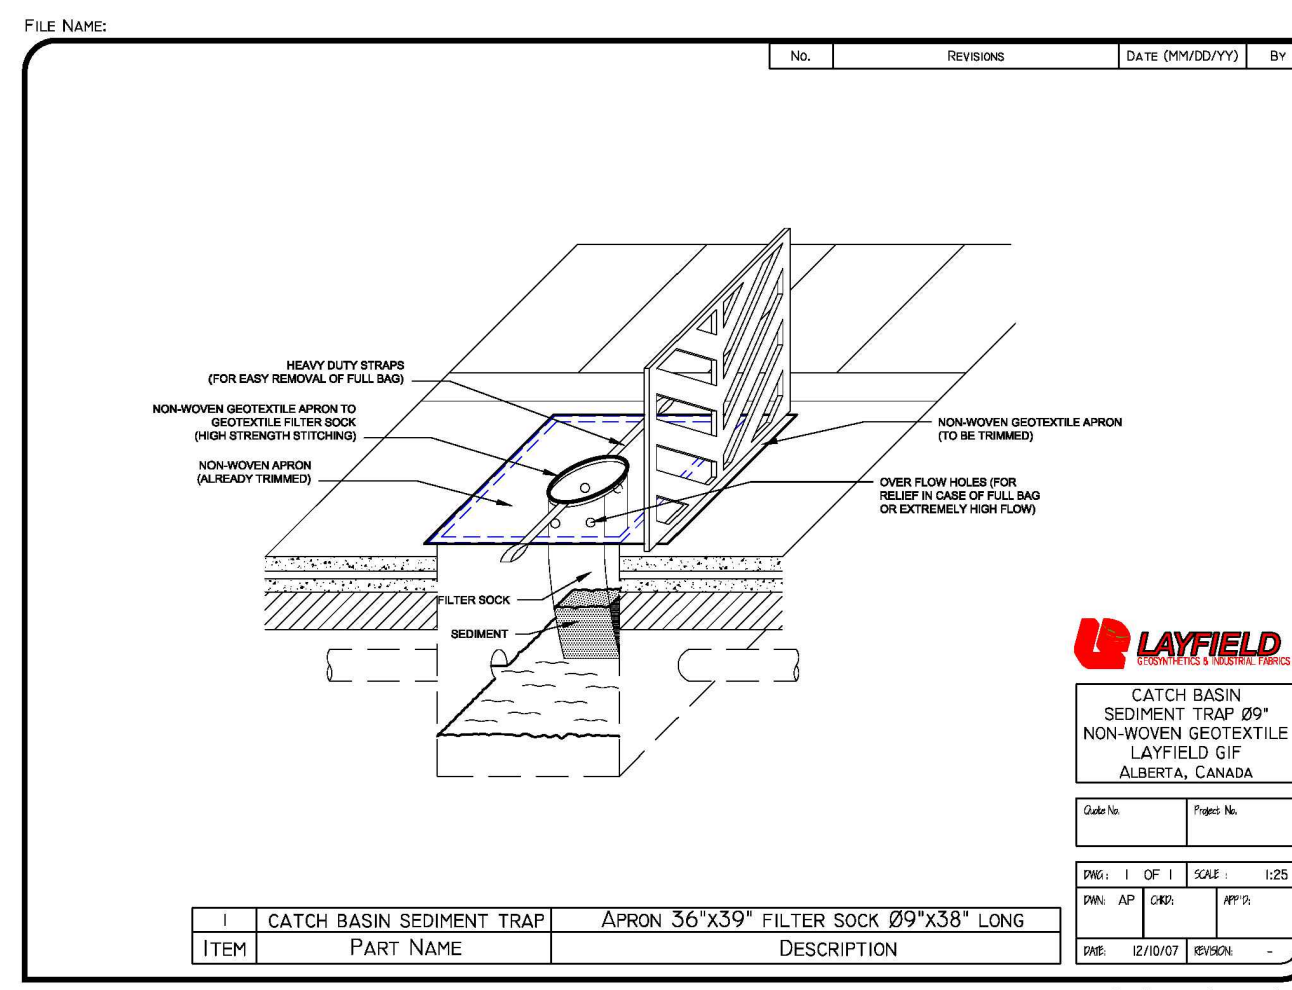 FILE NAME:
NO. REVISIONS DATE (MM/DD/YY) BY
HEAVY DUTY STRAPS
(FOR EASY REMOVAL OF FULL BAG)
NON-WOVEN GEOTEXTILE APRON TO
GEOTEXTILE FILTER SOCK
(HIGH STRENGTH STITCHING)
NON-WOVEN APRON
(ALREADY TRIMMED)
NON-WOVEN GEOTEXTILE APRON
(TO BE TRIMMED)
OVER FLOW HOLES (FOR
RELIEF IN CASE OF FULL BAG
OR EXTREMELY HIGH FLOW)
FILTER SOCK
SEDIMENT
LAYFIELD
GEOSYNTHETICS & INDUSTRIAL FABRICS
CATCH BASIN
SEDIMENT TRAP Ø9"
NON-WOVEN GEOTEXTILE
LAYFIELD GIF
ALBERTA, CANADA
Quote No. Project No.
DWG: 1 OF 1 SCALE : 1:25
DWN: AP CHKD: APP'D:
DATE: 12/10/07 REVISION: -
1 CATCH BASIN SEDIMENT TRAP APRON 36"X39" FILTER SOCK Ø9"X38" LONG
ITEM PART NAME DESCRIPTION